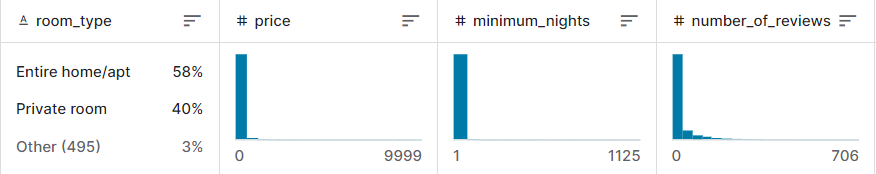 A room_type
# price
# minimum_nights
# number_of_reviews
Entire home/apt 58%
Private room 40%
Other (495) 3%
0 9999
1 1125
0 706